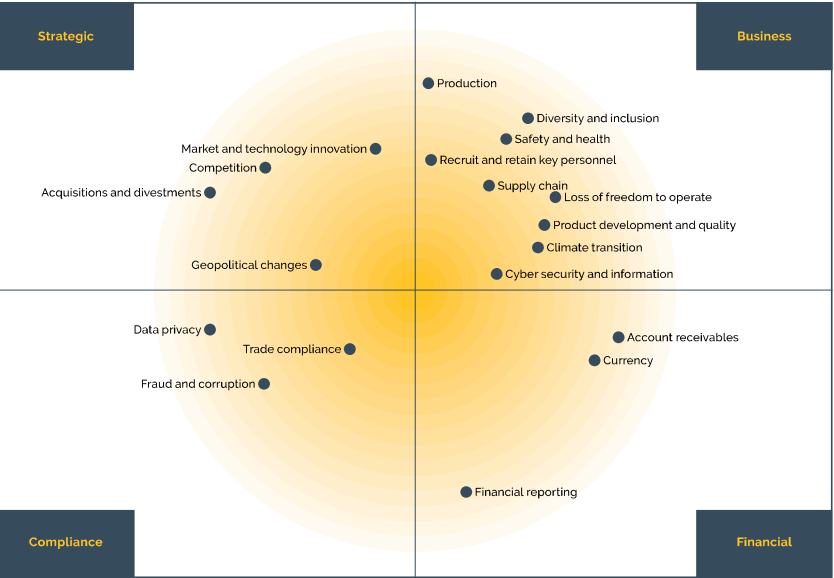 Strategic
Business
Production
Diversity and inclusion
Safety and health
Market and technology innovation
Recruit and retain key personnel
Competition
Supply chain
Acquisitions and divestments
Loss of freedom to operate
Product development and quality
Climate transition
Geopolitical changes
Cyber security and information
Data privacy
Account receivables
Trade compliance
Currency
Fraud and corruption
Financial reporting
Compliance
Financial